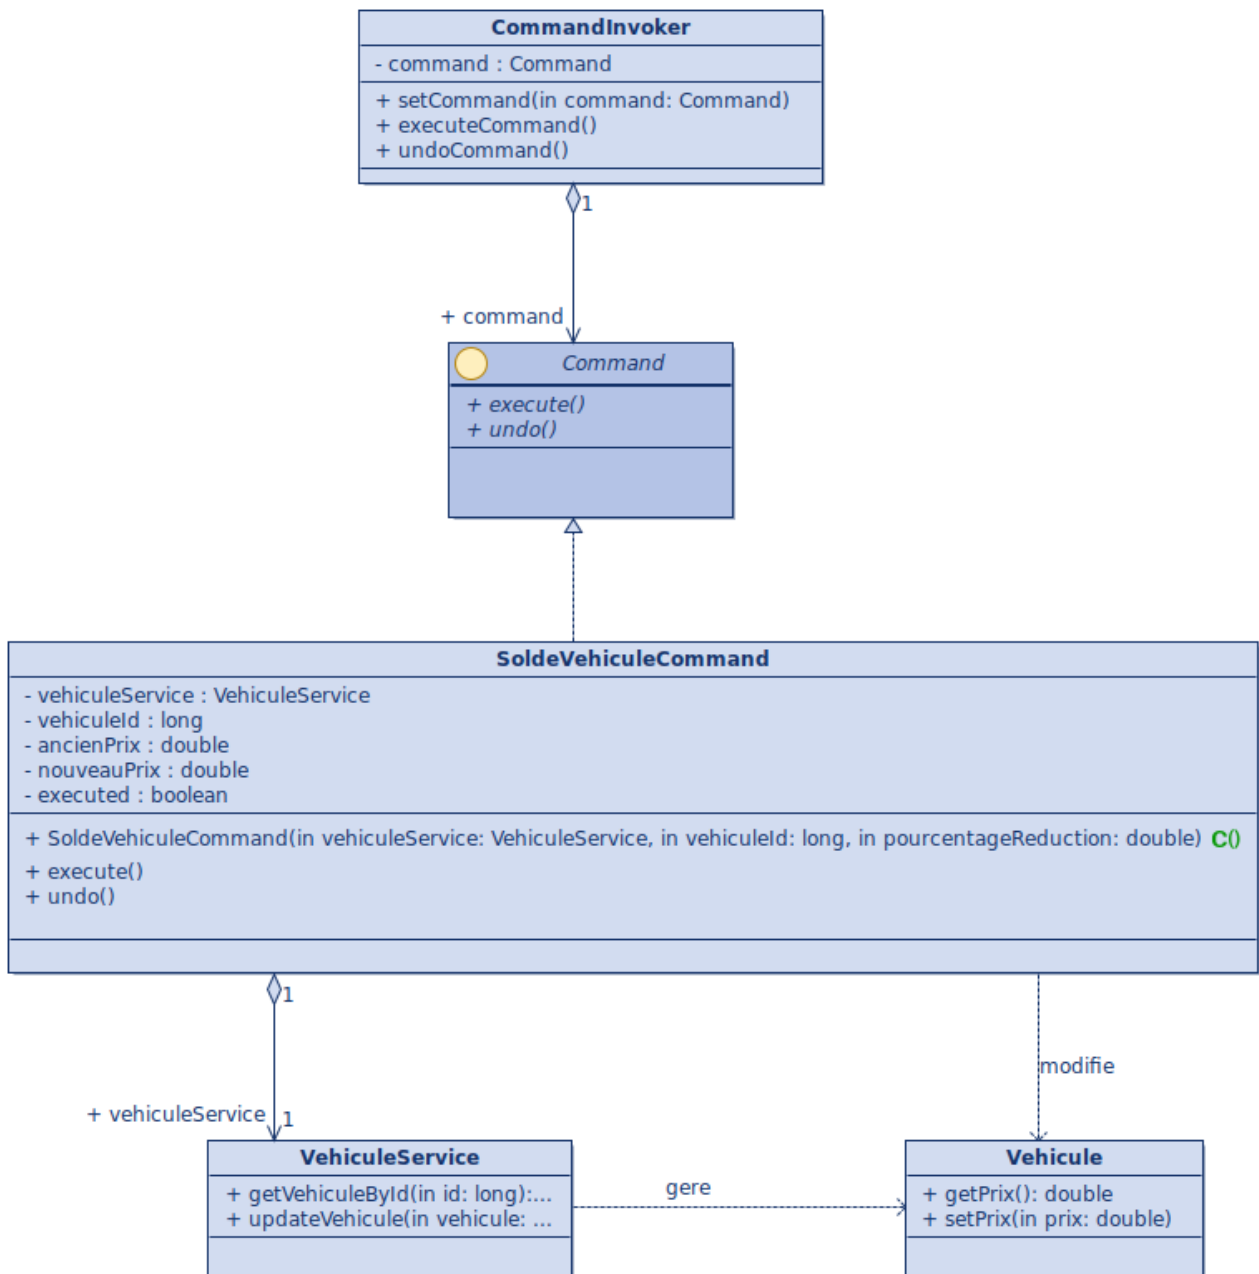 CommandInvoker
- command : Command
+ setCommand(in command: Command)
+ executeCommand()
+ undoCommand()
1
+ command
Command
+ execute()
+ undo()
SoldeVehiculeCommand
- vehiculeService : VehiculeService
- vehiculeId : long
- ancienPrix : double
- nouveauPrix : double
- executed : boolean
+ SoldeVehiculeCommand(in vehiculeService: VehiculeService, in vehiculeId: long, in pourcentageReduction: double) C()
+ execute()
+ undo()
1
modifie
+ vehiculeService 1
VehiculeService
+ getVehiculeById(in id: long):...
+ updateVehicule(in vehicule: ...
gere
Vehicule
+ getPrix(): double
+ setPrix(in prix: double)